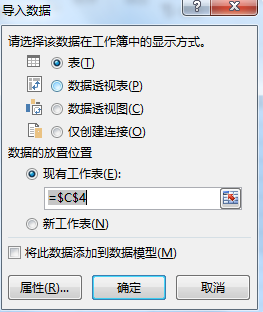 导入数据
?
请选择该数据在工作簿中的显示方式。
表(T)
数据透视表(P)
数据透视图(C)
仅创建连接(O)
数据的放置位置
现有工作表(E):
=$C$4
新工作表(N)
将此数据添加到数据模型(M)
属性(R)...
确定
取消